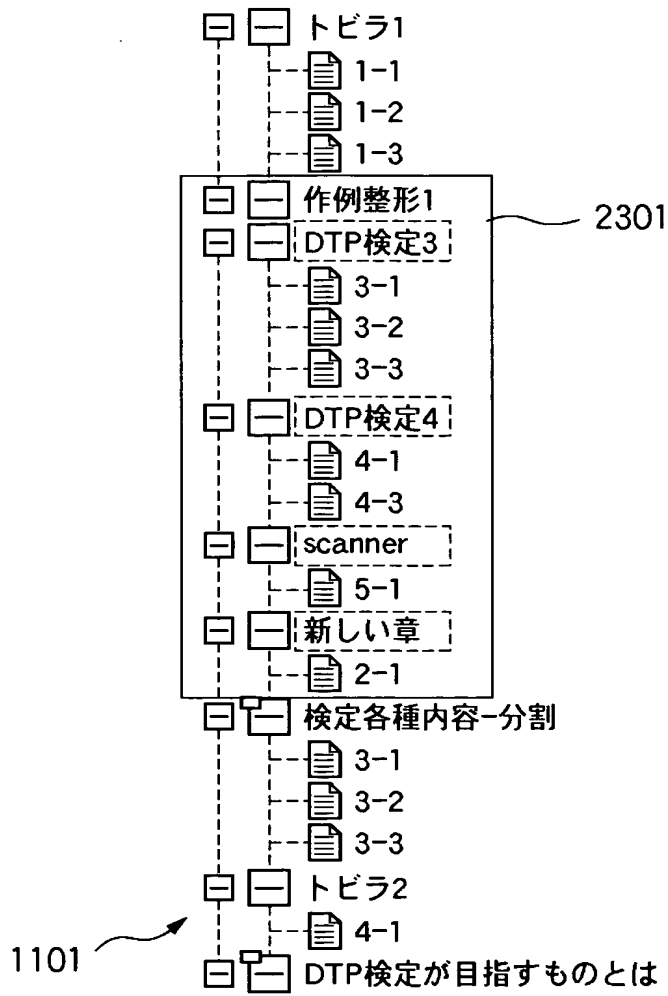 トビラ1
1-1
1-2
1-3
作例整形1
2301
DTP検定3
3-1
3-2
3-3
DTP検定4
4-1
4-3
scanner
5-1
新しい章
2-1
検定各種内容-分割
3-1
3-2
3-3
トビラ2
4-1
1101
DTP検定が目指すものとは